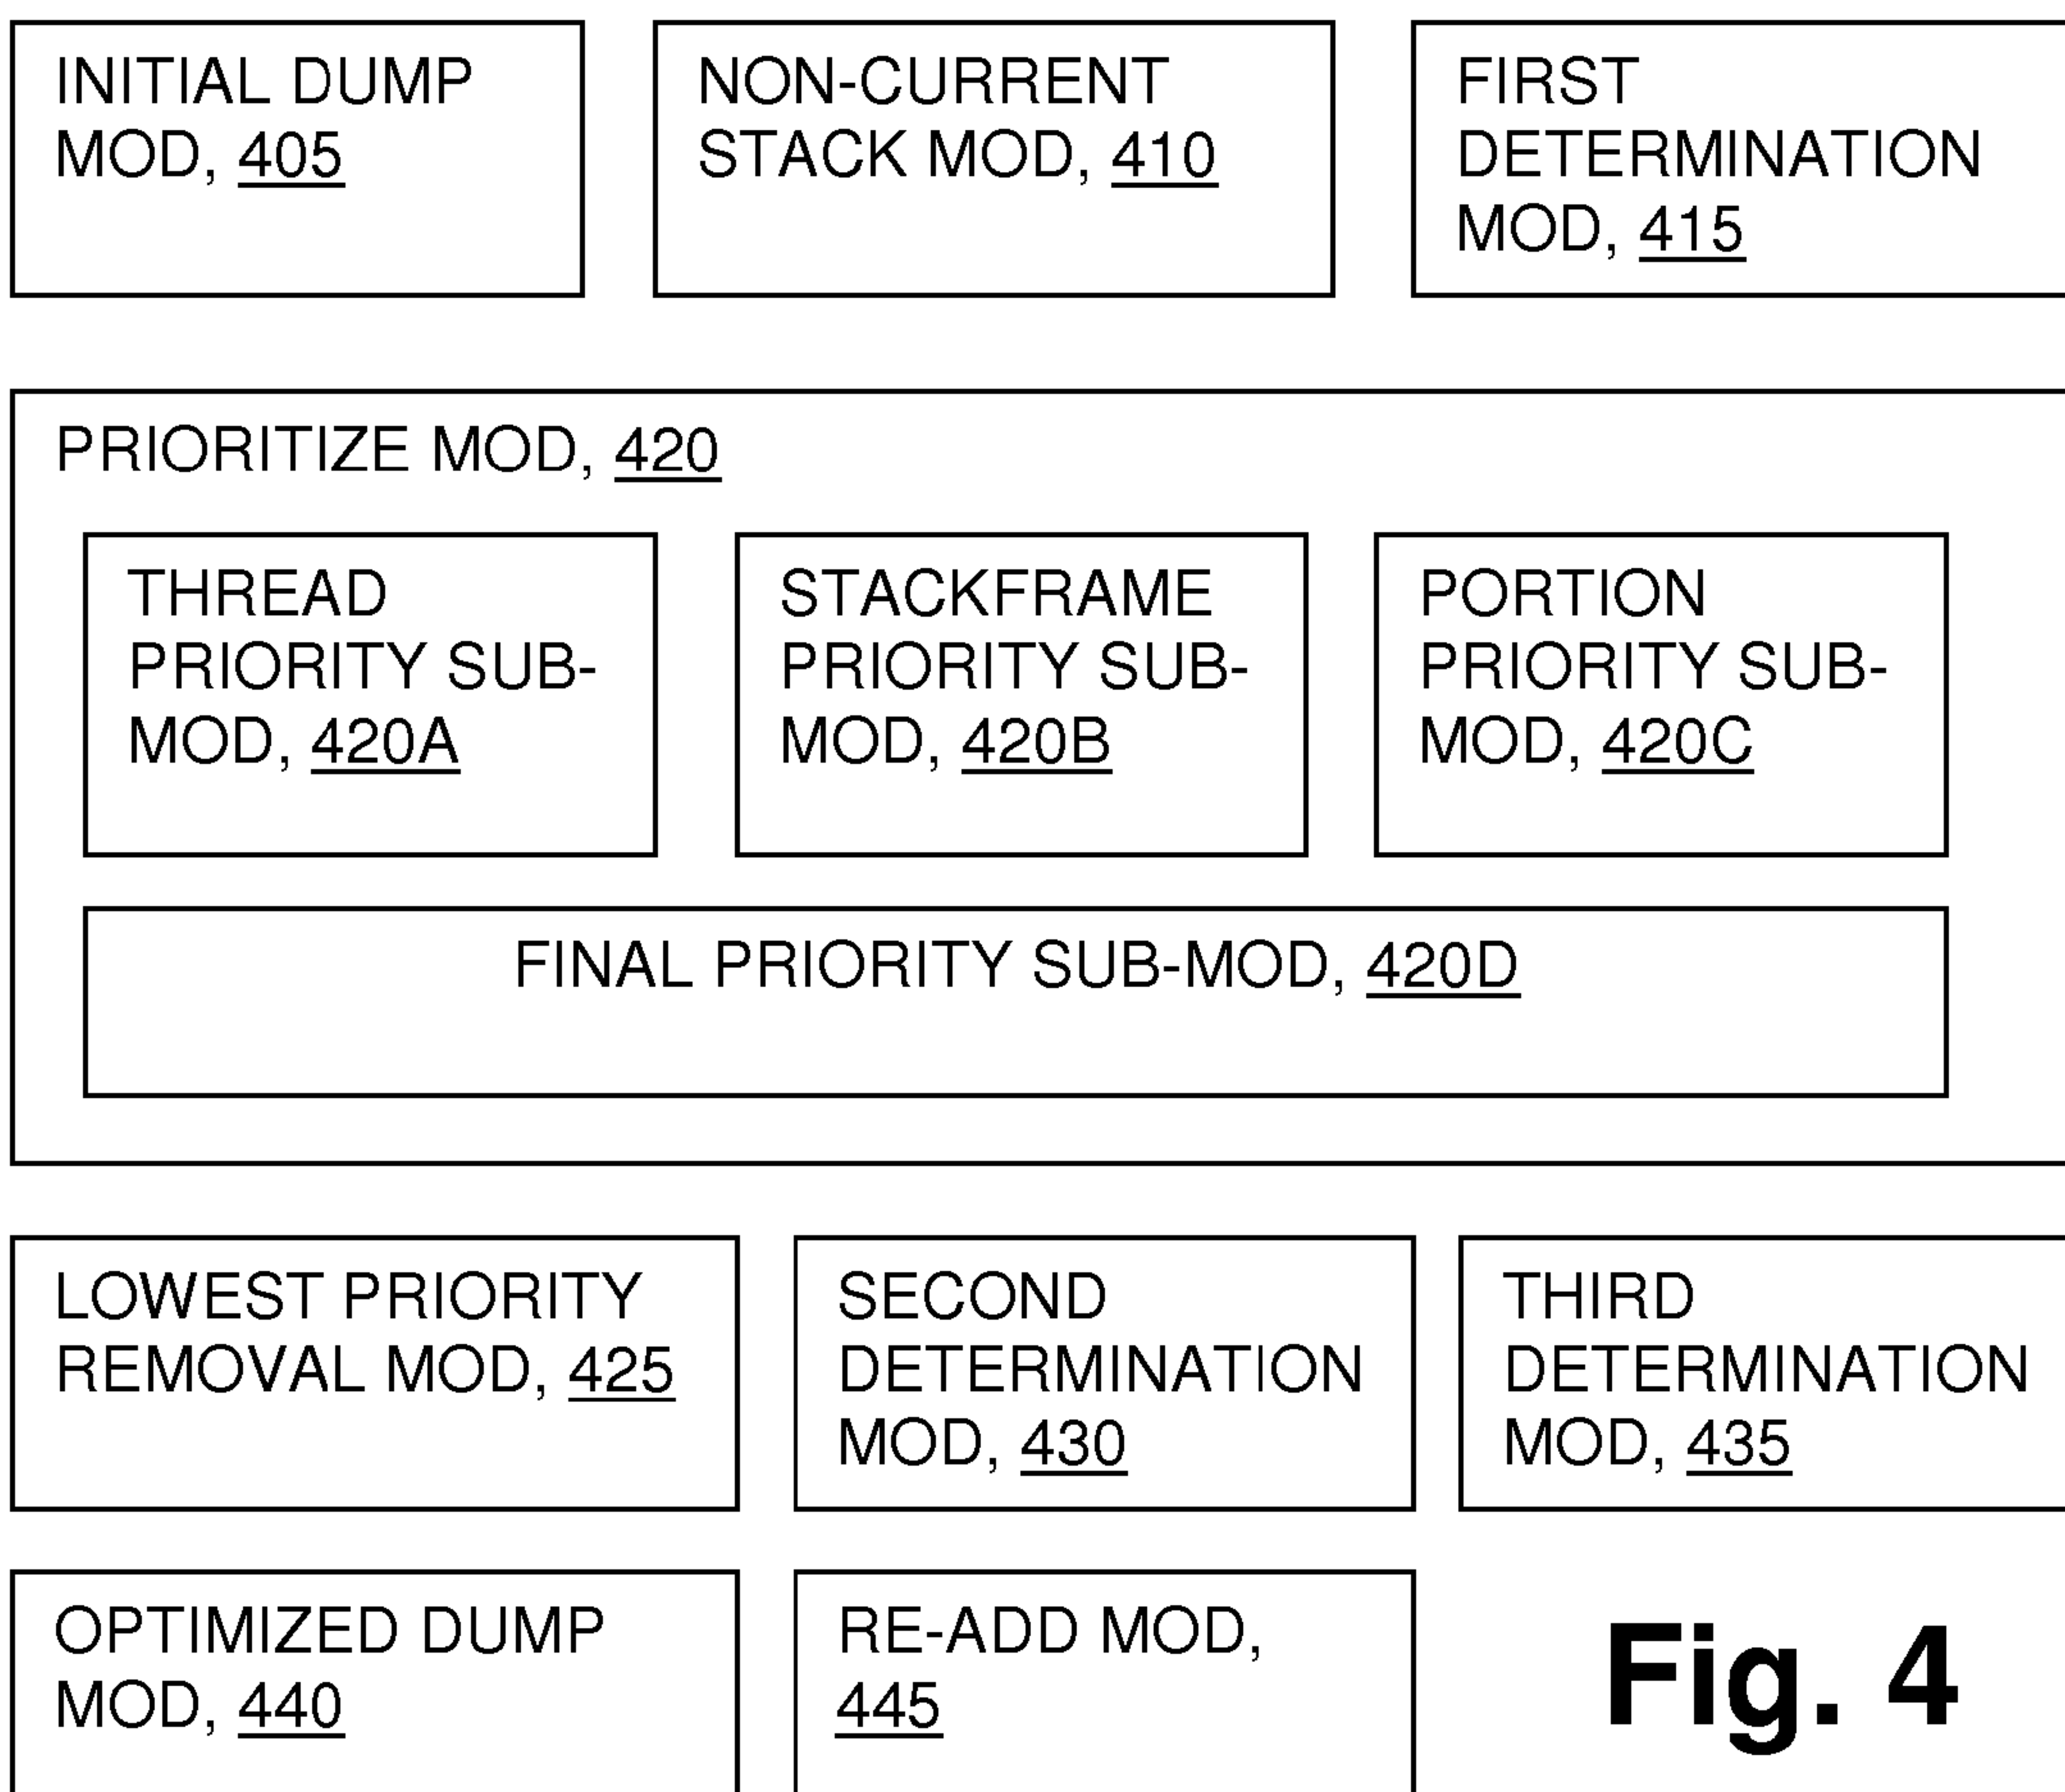 INITIAL DUMP
MOD, 405
NON-CURRENT
STACK MOD, 410
FIRST
DETERMINATION
MOD, 415
PRIORITIZE MOD, 420
THREAD
PRIORITY SUB-
MOD, 420A
STACKFRAME
PRIORITY SUB-
MOD, 420B
PORTION
PRIORITY SUB-
MOD, 420C
FINAL PRIORITY SUB-MOD, 420D
LOWEST PRIORITY
REMOVAL MOD, 425
SECOND
DETERMINATION
MOD, 430
THIRD
DETERMINATION
MOD, 435
OPTIMIZED DUMP
MOD, 440
RE-ADD MOD,
445
Fig. 4